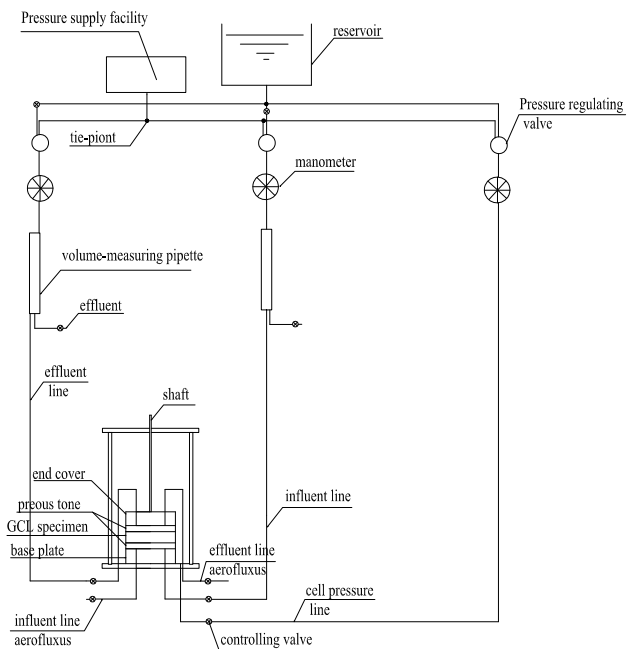 Pressure supply facility
reservoir
Pressure regulating
valve
tie-piont
manometer
volume-measuring pipette
effluent
effluent
line
shaft
end cover
preous tone
GCL specimen
base plate
influent line
effluent line
aerofluxus
cell pressure
line
influent line
aerofluxus
controlling valve